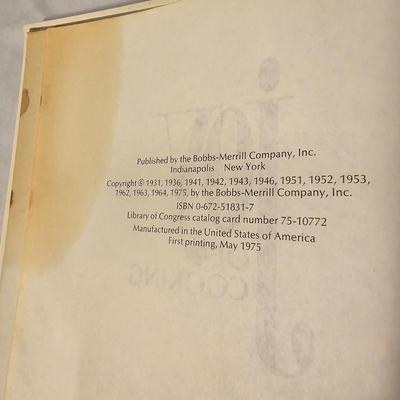 Published by the Bobbs-Merrill Company, Inc.
Indianapolis New York
Copyright © 1931, 1936, 1941, 1942, 1943, 1946, 1951, 1952, 1953,
1962, 1963, 1964, 1975, by the Bobbs-Merrill Company, Inc.
ISBN 0-672-51831-7
Library of Congress catalog card number 75-10772
Manufactured in the United States of America
First printing, May 1975
joy
COOKING